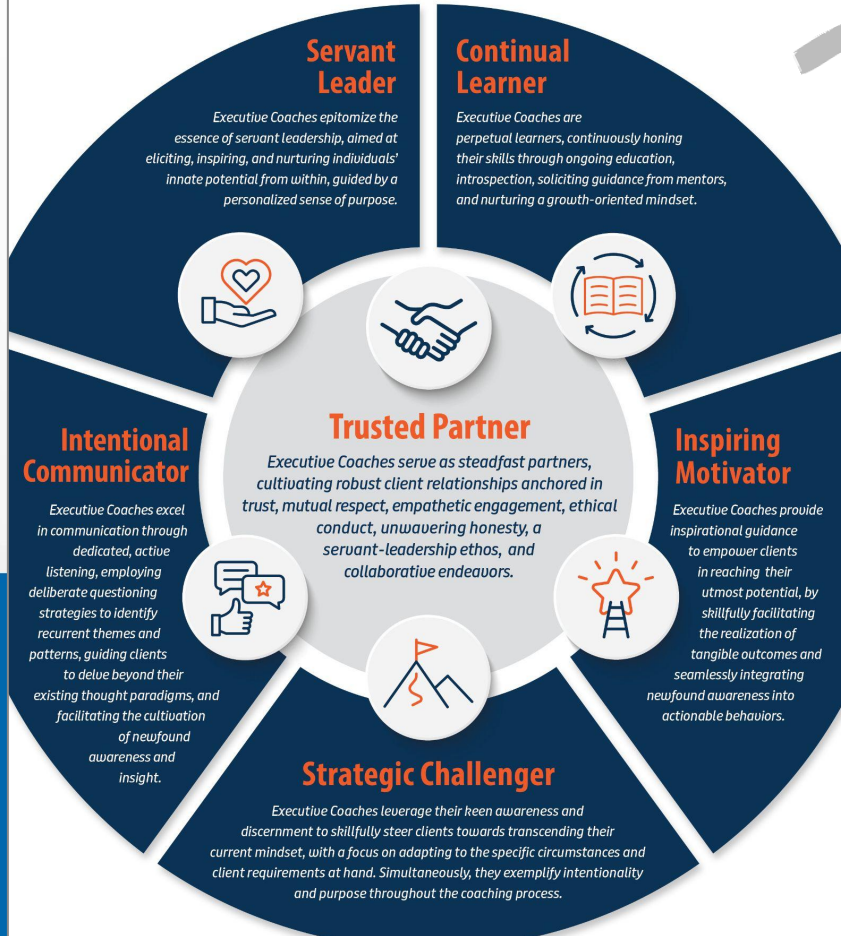 Servant
Leader
Executive Coaches epitomize the
essence of servant leadership, aimed at
eliciting, inspiring, and nurturing individuals’
innate potential from within, guided by a
personalized sense of purpose.
Continual
Learner
Executive Coaches are
perpetual learners, continuously honing
their skills through ongoing education,
introspection, soliciting guidance from mentors,
and nurturing a growth-oriented mindset.
Trusted Partner
Executive Coaches serve as steadfast partners,
cultivating robust client relationships anchored in
trust, mutual respect, empathetic engagement, ethical
conduct, unwavering honesty, a
servant-leadership ethos, and
collaborative endeavors.
Intentional
Communicator
Executive Coaches excel
in communication through
dedicated, active
listening, employing
deliberate questioning
strategies to identify
recurrent themes and
patterns, guiding clients
to delve beyond their
existing thought paradigms, and
facilitating the cultivation
of newfound
awareness and
insight.
Inspiring
Motivator
Executive Coaches provide
inspirational guidance
to empower clients
in reaching their
utmost potential, by
skillfully facilitating
the realization of
tangible outcomes and
seamlessly integrating
newfound awareness into
actionable behaviors.
Strategic Challenger
Executive Coaches leverage their keen awareness and
discernment to skillfully steer clients towards transcending their
current mindset, with a focus on adapting to the specific circumstances and
client requirements at hand. Simultaneously, they exemplify intentionality
and purpose throughout the coaching process.